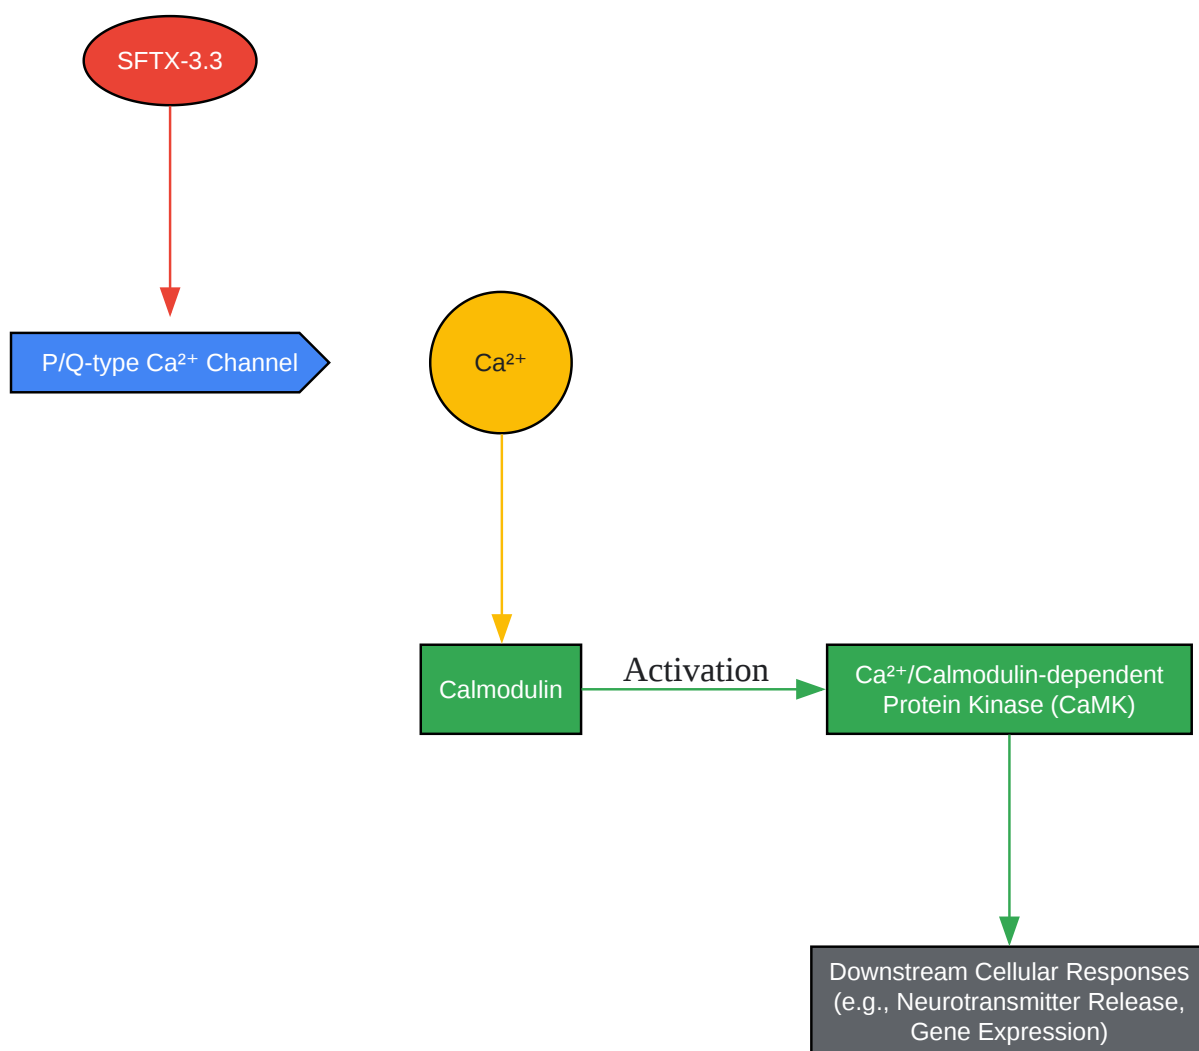 SFTX-3.3
P/Q-type Ca²⁺ Channel
Ca²⁺
Calmodulin
Activation
Ca²⁺/Calmodulin-dependent
Protein Kinase (CaMK)
Downstream Cellular Responses
(e.g., Neurotransmitter Release,
Gene Expression)